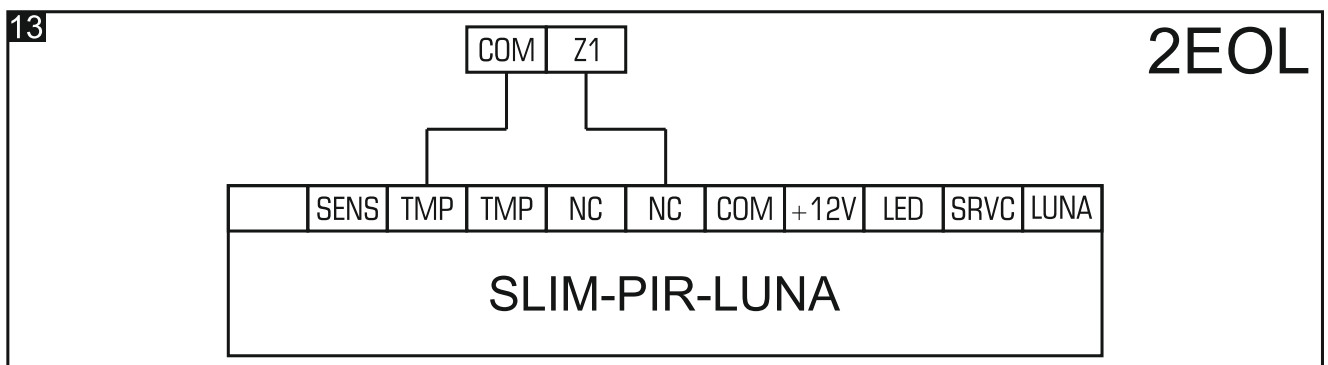 13
2EOL
COM Z1
SENS TMP TMP NC NC COM +12V LED SRVC LUNA
SLIM-PIR-LUNA